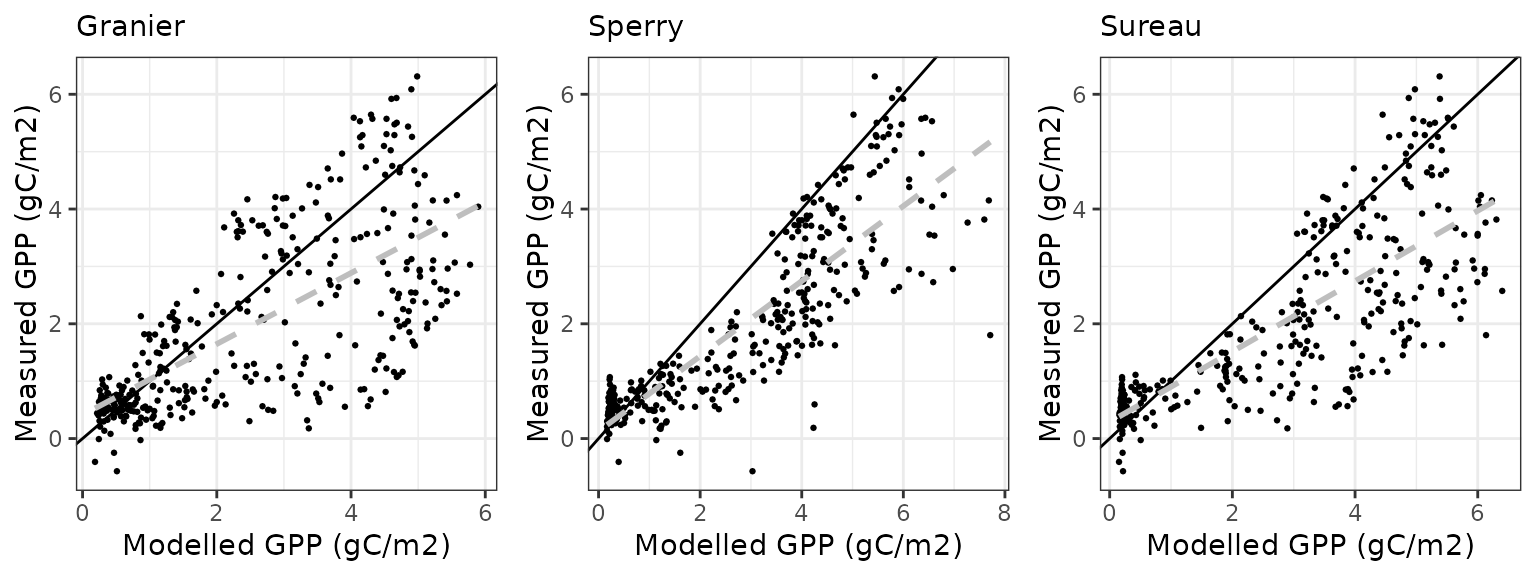 Granier
Measured GPP (gC/m2)
6
4
2
0
0 2 4 6
Modelled GPP (gC/m2)
Sperry
Measured GPP (gC/m2)
6
4
2
0
0 2 4 6 8
Modelled GPP (gC/m2)
Sureau
Measured GPP (gC/m2)
6
4
2
0
0 2 4 6
Modelled GPP (gC/m2)